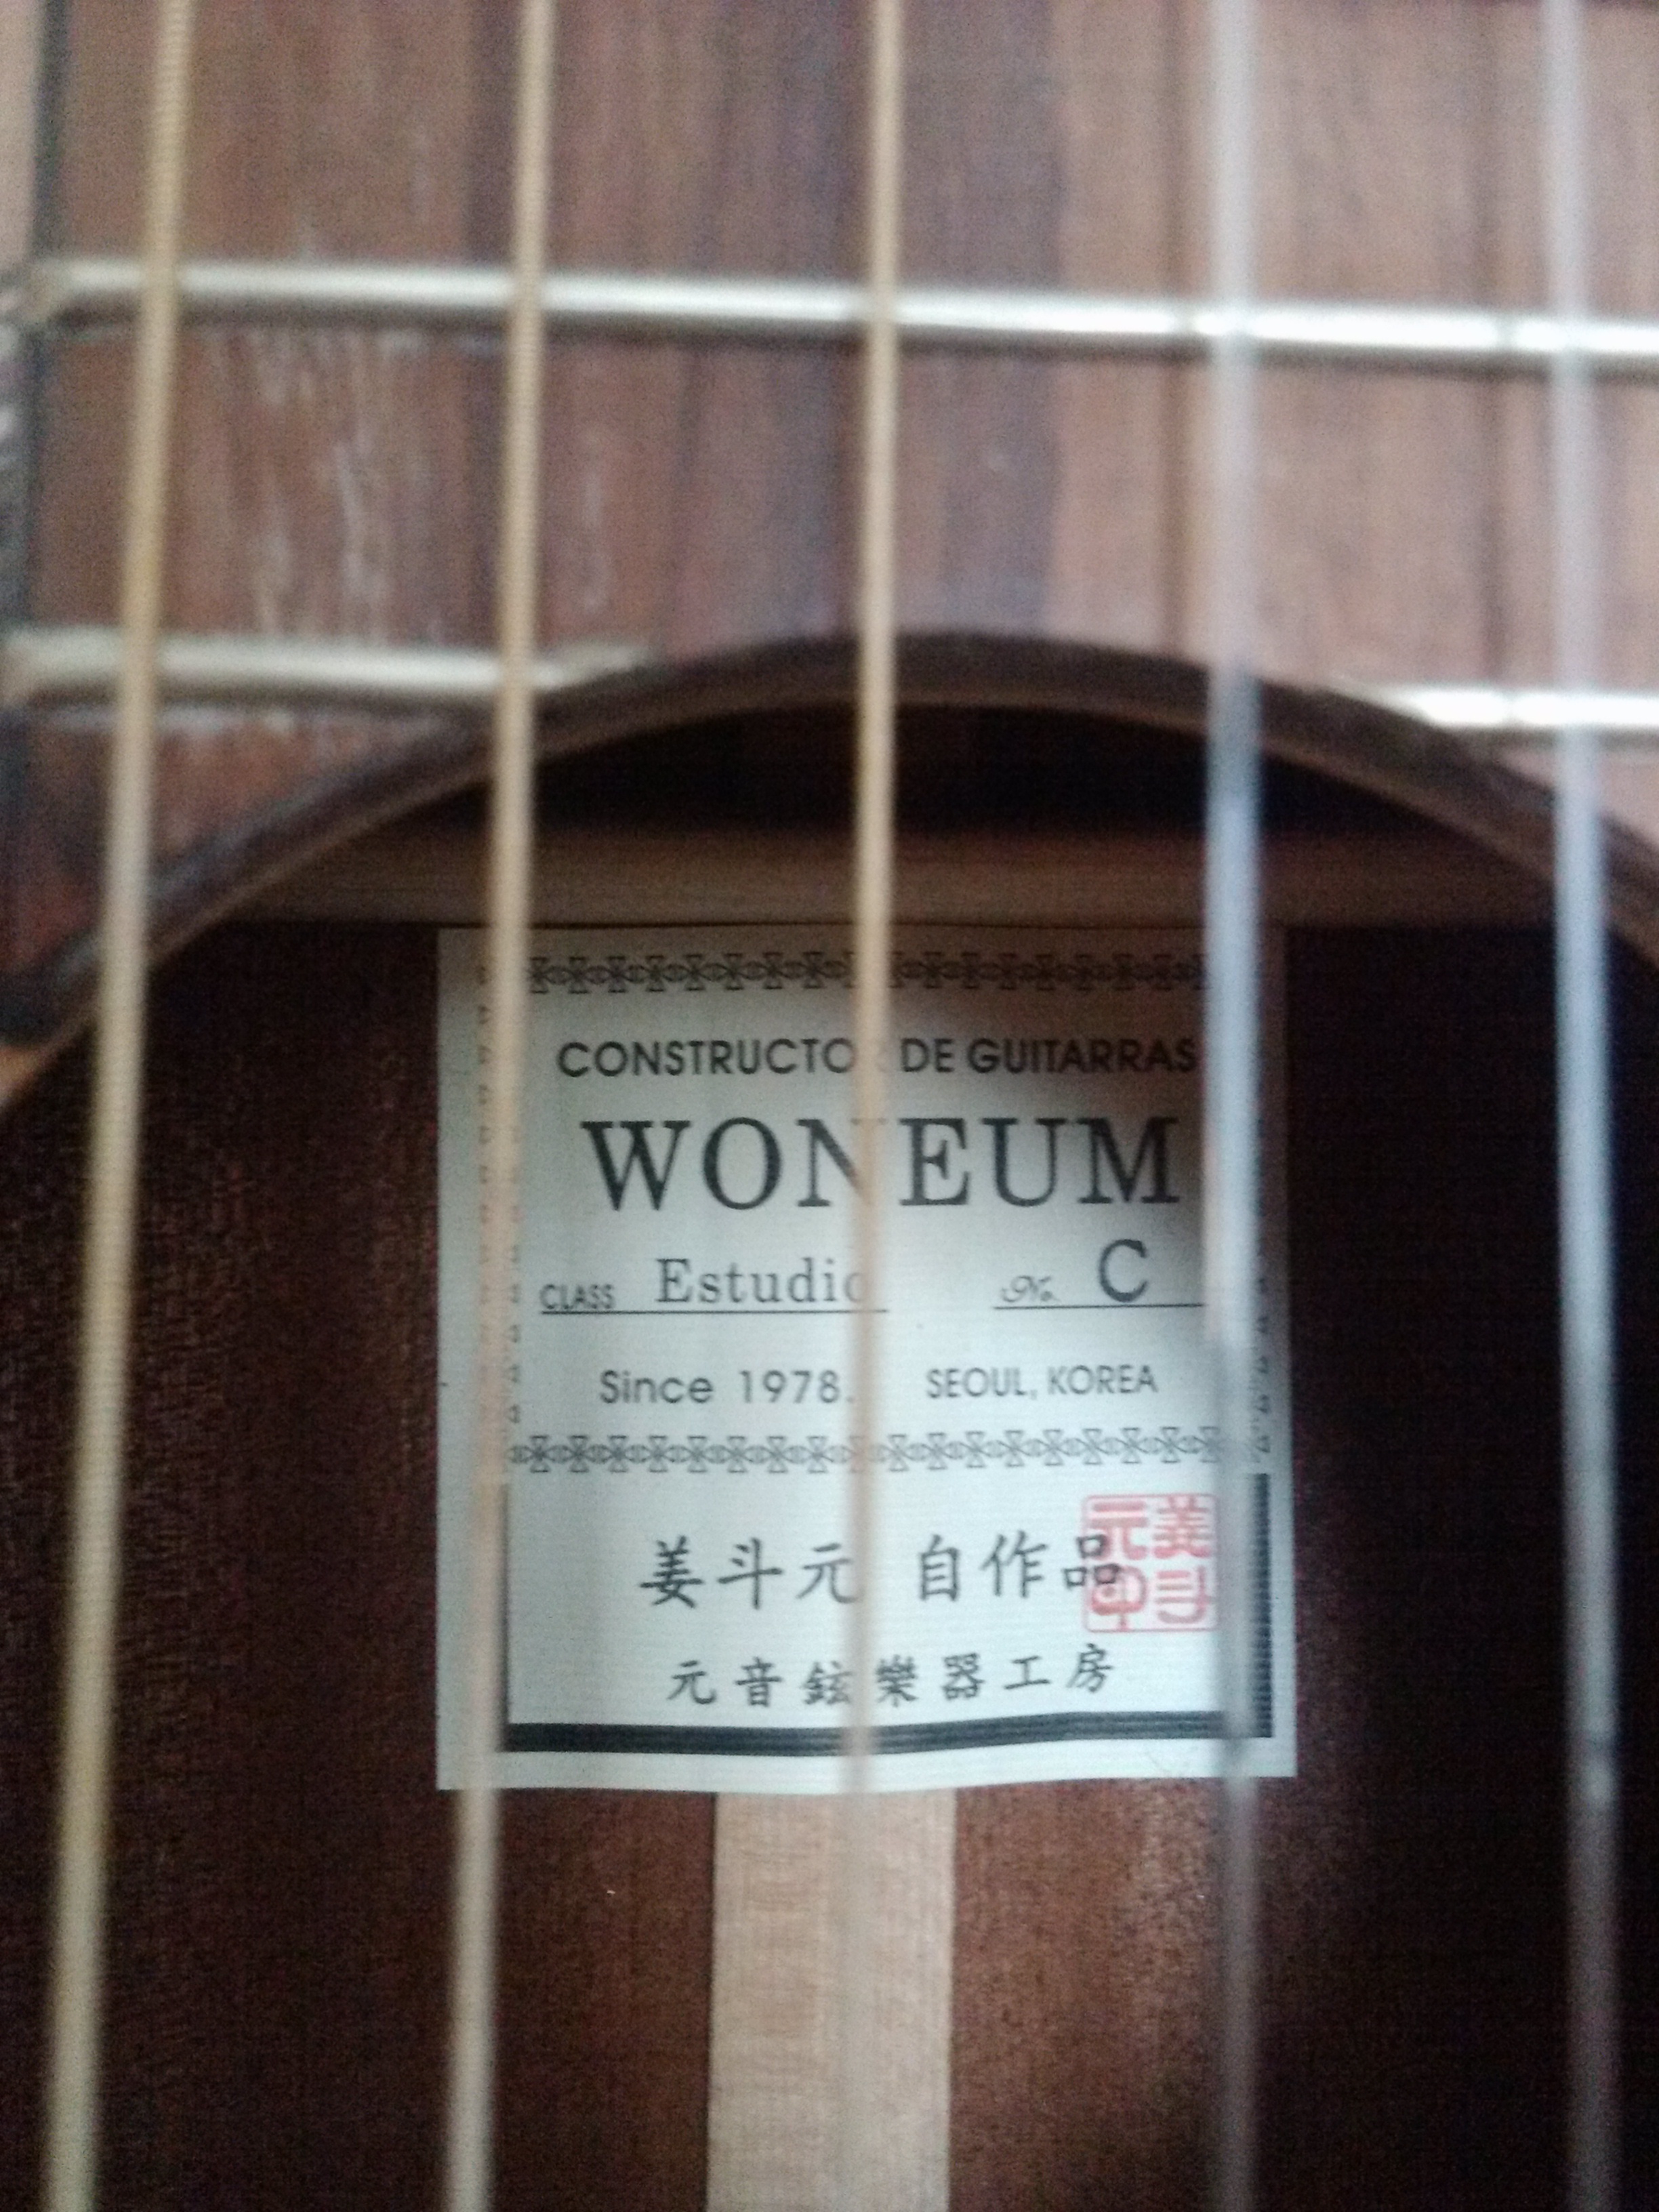 CONSTRUCTOR DE GUITARRAS
WONEUM
CLASS Estudio No. C
Since 1978. SEOUL, KOREA
姜斗元 自作品
元音鉉樂器工房